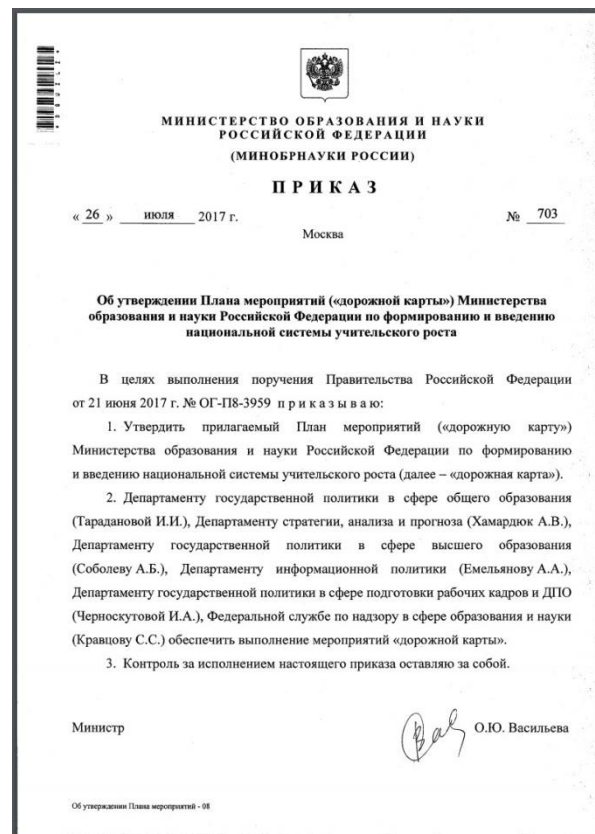 МИНИСТЕРСТВО ОБРАЗОВАНИЯ И НАУКИ
РОССИЙСКОЙ ФЕДЕРАЦИИ
(МИНОБРНАУКИ РОССИИ)
ПРИКАЗ
« 26 » июля 2017 г. № 703
Москва
Об утверждении Плана мероприятий («дорожной карты») Министерства
образования и науки Российской Федерации по формированию и введению
национальной системы учительского роста
В целях выполнения поручения Правительства Российской Федерации
от 21 июня 2017 г. № ОГ-П8-3959 приказываю:
1. Утвердить прилагаемый План мероприятий («дорожную карту»)
Министерства образования и науки Российской Федерации по формированию
и введению национальной системы учительского роста (далее – «дорожная карта»).
2. Департаменту государственной политики в сфере общего образования
(Тарадановой И.И.), Департаменту стратегии, анализа и прогноза (Хамардюк А.В.),
Департаменту государственной политики в сфере высшего образования
(Соболеву А.Б.), Департаменту информационной политики (Емельянову А.А.),
Департаменту государственной политики в сфере подготовки рабочих кадров и ДПО
(Черноскутовой И.А.), Федеральной службе по надзору в сфере образования и науки
(Кравцову С.С.) обеспечить выполнение мероприятий «дорожной карты».
3. Контроль за исполнением настоящего приказа оставляю за собой.
Министр О.Ю. Васильева
Об утверждении Плана мероприятий - 08